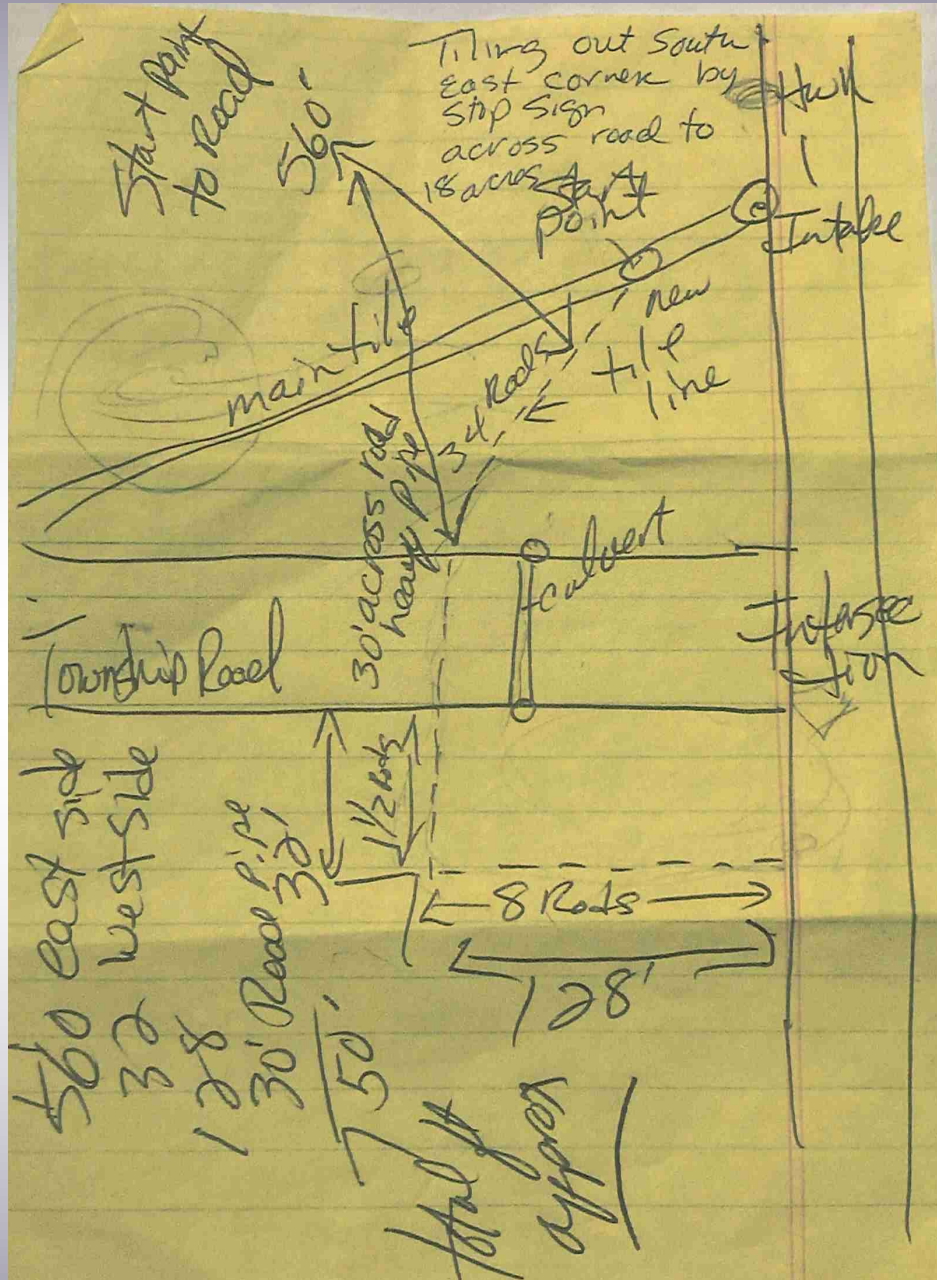 Tiling out South
East corner by
Stop Sign
across road to
18 acres
Start Point
to Road
560'
Start
point
Hwy
Intake
main tile
new
tile
line
34 Rods
30' across road
heavy Pipe
culvert
Township Road
Intersec
tion
1 1/2 Rods
32'
8 Rods
128'
560 east side
32 west side
128
30' Road Pipe
750'
total ft
approx